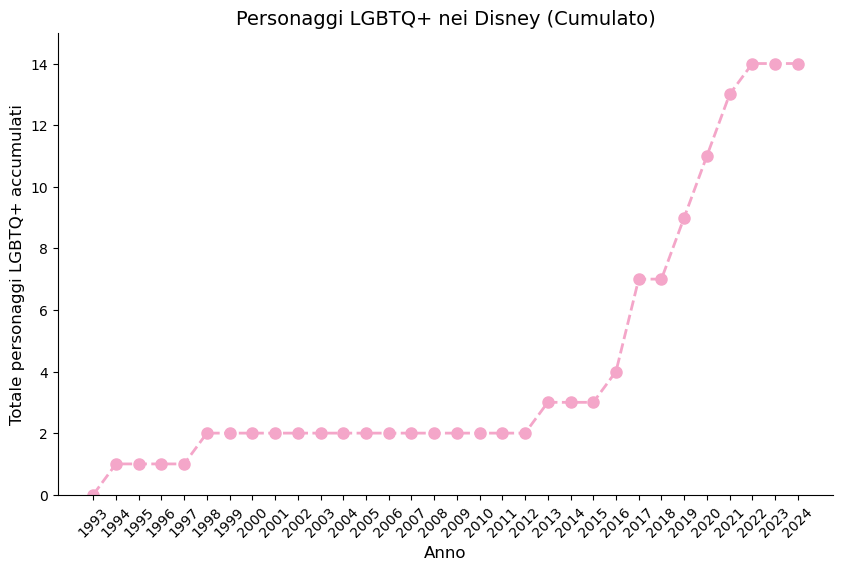 Personaggi LGBTQ+ nei Disney (Cumulato)
Totale personaggi LGBTQ+ accumulati
14
12
10
8
6
4
2
0
1993 1994 1995 1996 1997 1998 1999 2000 2001 2002 2003 2004 2005 2006 2007 2008 2009 2010 2011 2012 2013 2014 2015 2016 2017 2018 2019 2020 2021 2022 2023 2024
Anno